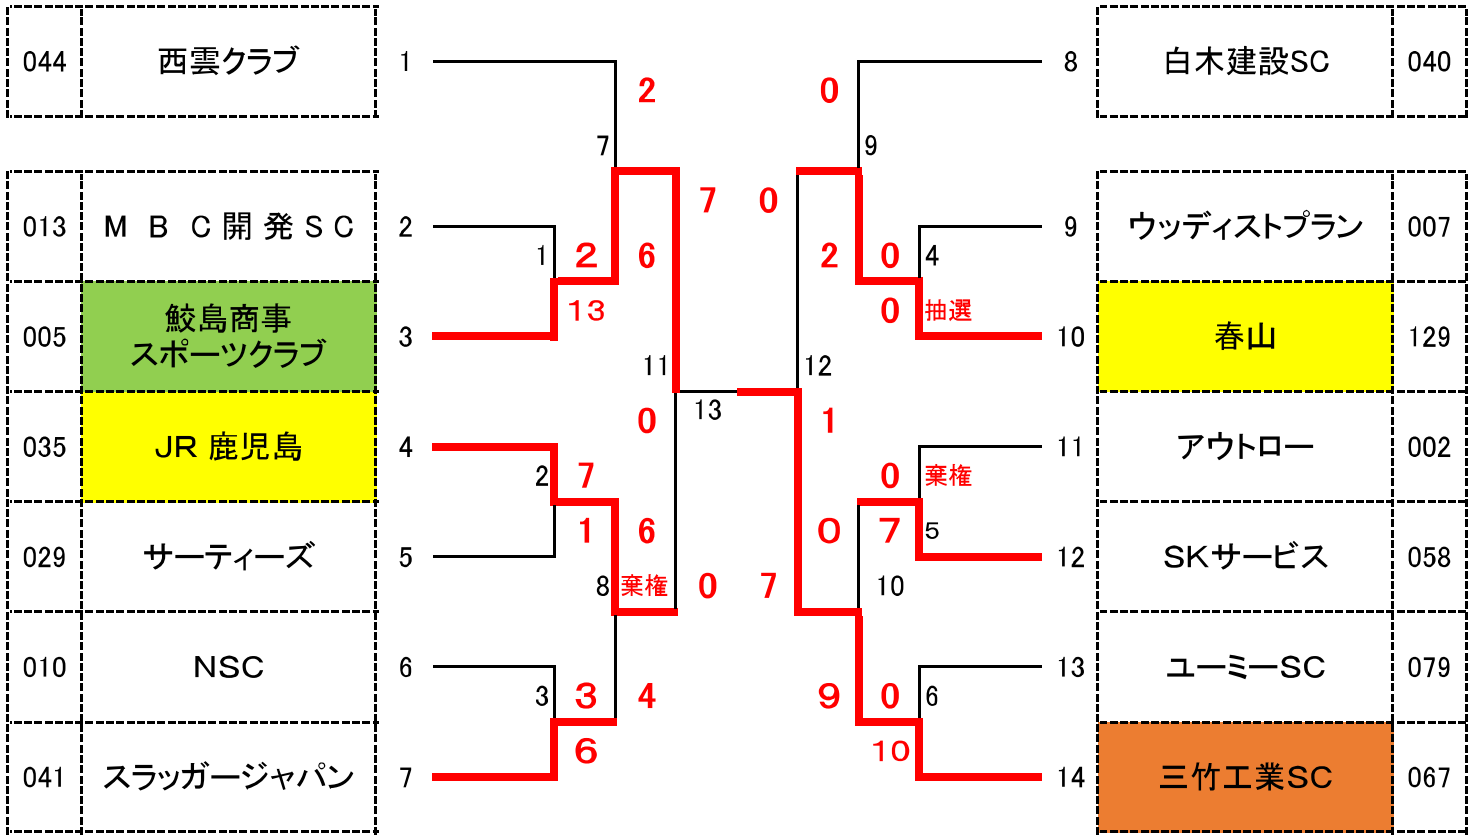 044 西雲クラブ 1
2
7
013 ＭＢＣ開発ＳＣ 2
1 2 6
13
005 鮫島商事
スポーツクラブ 3
7
11
0
13
035 JR 鹿児島 4
2 7
1 6
029 サーティーズ 5
8 棄権 0
010 NSC 6
3 3 4
6
041 スラッガージャパン 7
8 白木建設SC 040
0
9
0
9 ウッディストプラン 007
2 0 4
0 抽選
10 春山 129
12
1
11 アウトロー 002
0 棄権
0 7 5
12 SKサービス 058
7 10
13 ユーミーSC 079
9 0 6
10
14 三竹工業SC 067